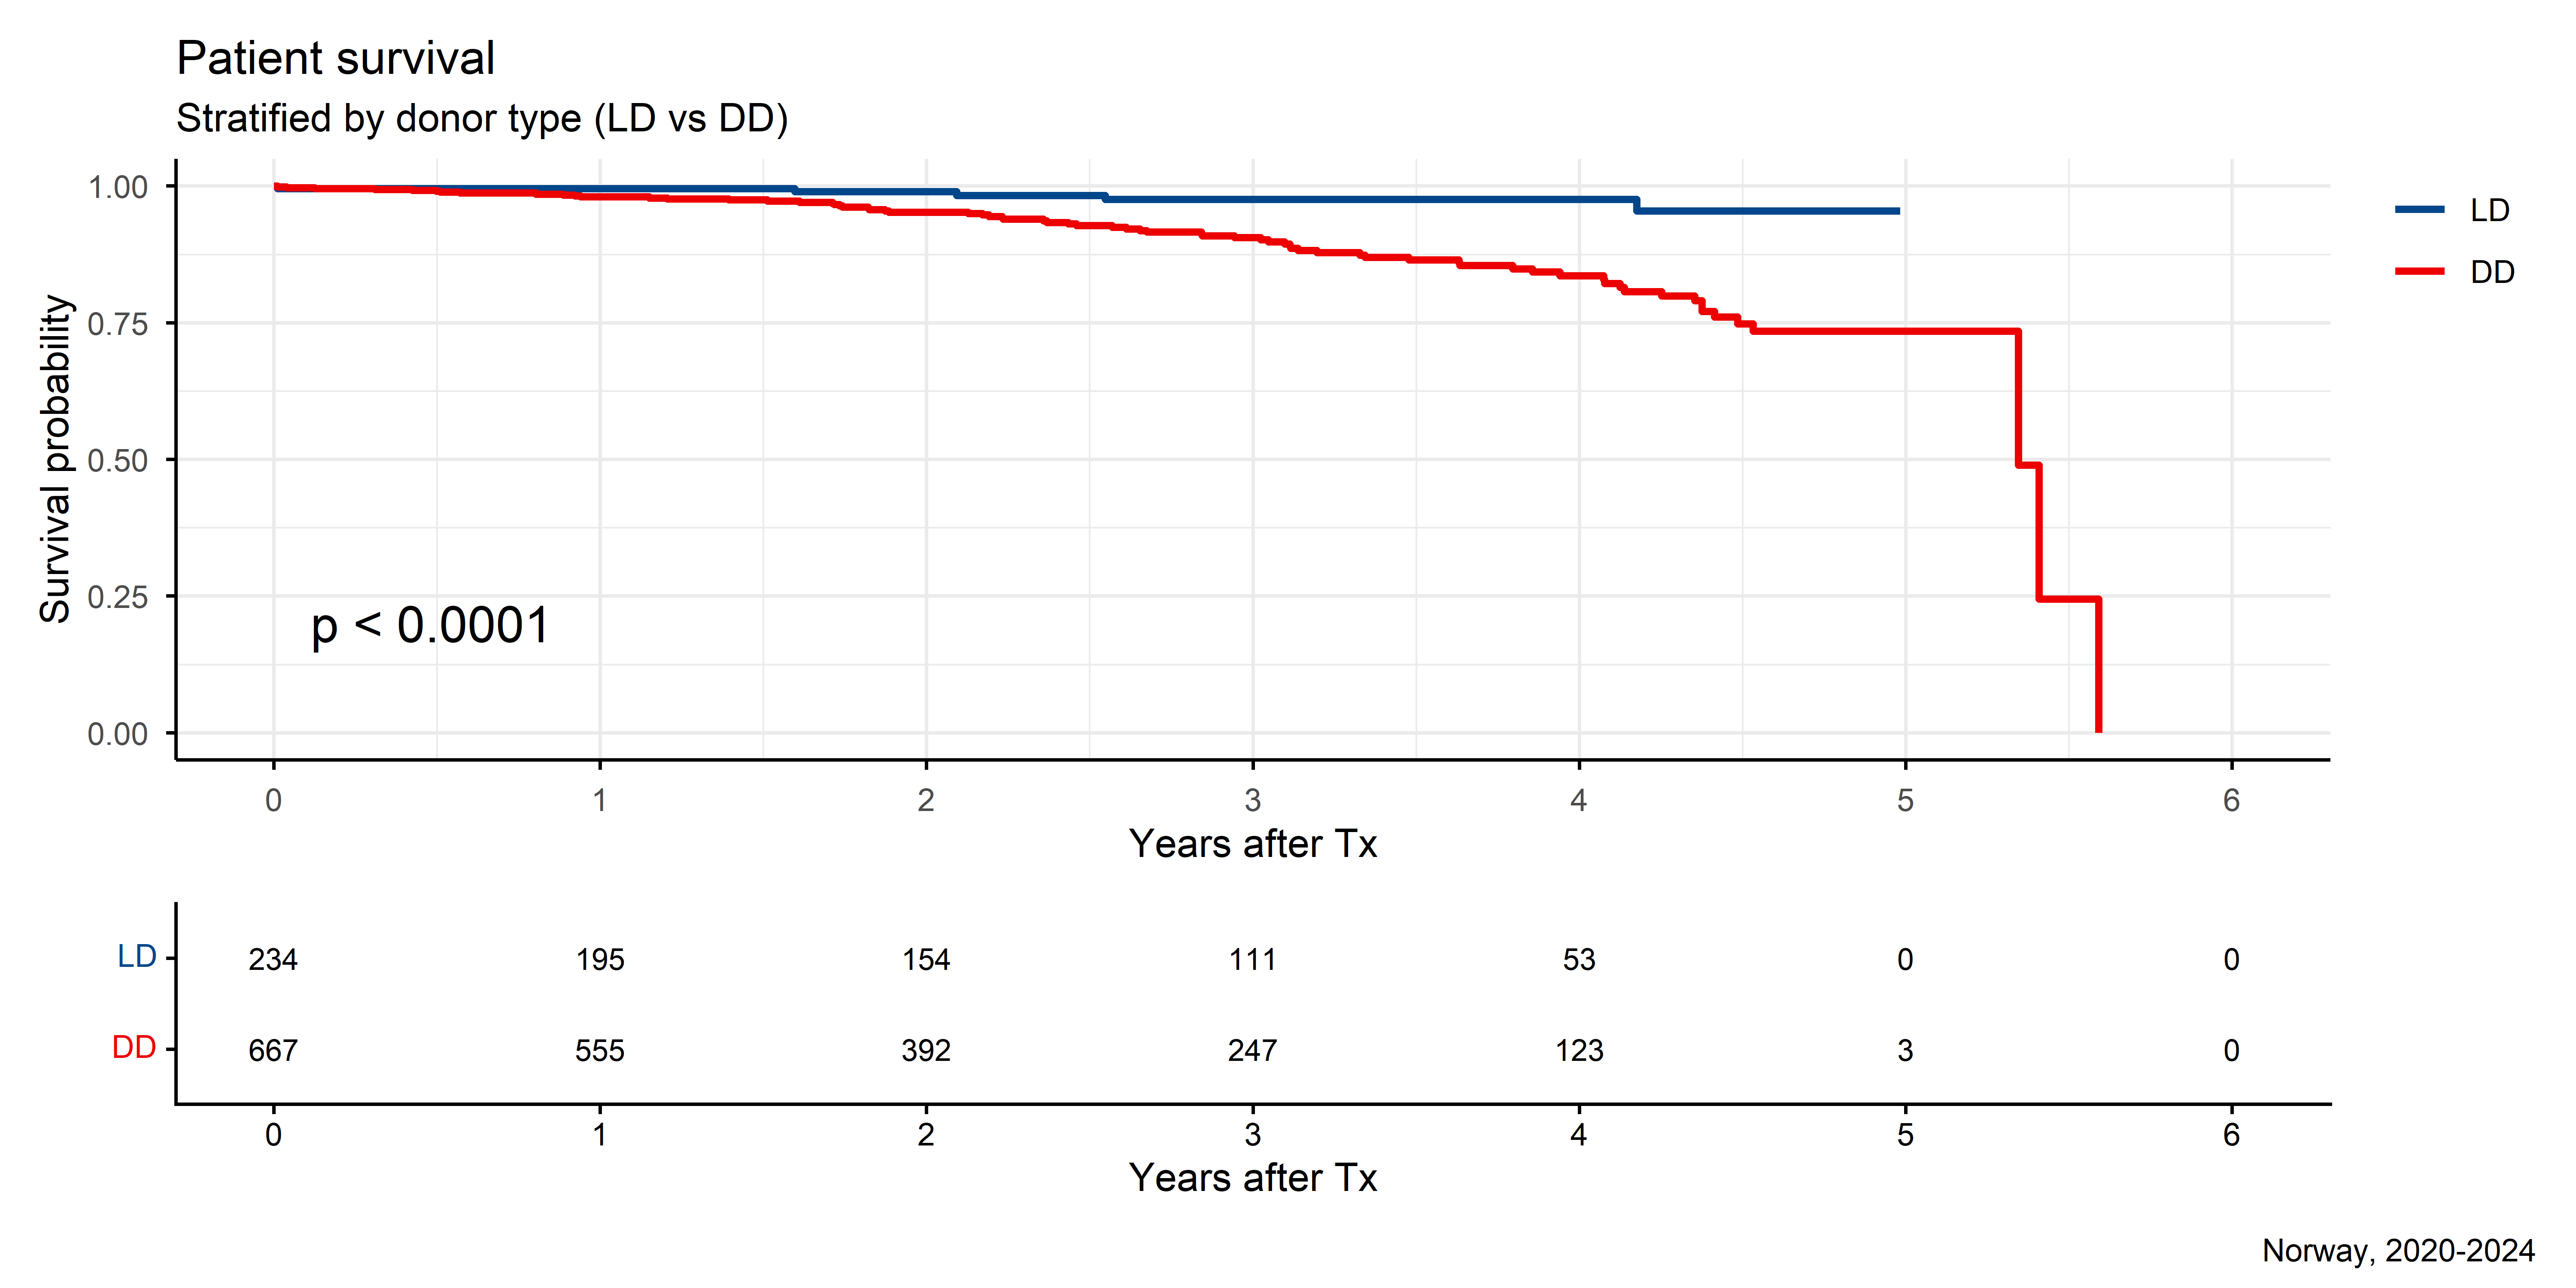 Patient survival
Stratified by donor type (LD vs DD)
Survival probability
1.00
0.75
0.50
0.25
0.00
p < 0.0001
LD
DD
0 1 2 3 4 5 6
Years after Tx
LD 234 195 154 111 53 0 0
DD 667 555 392 247 123 3 0
0 1 2 3 4 5 6
Years after Tx
Norway, 2020-2024